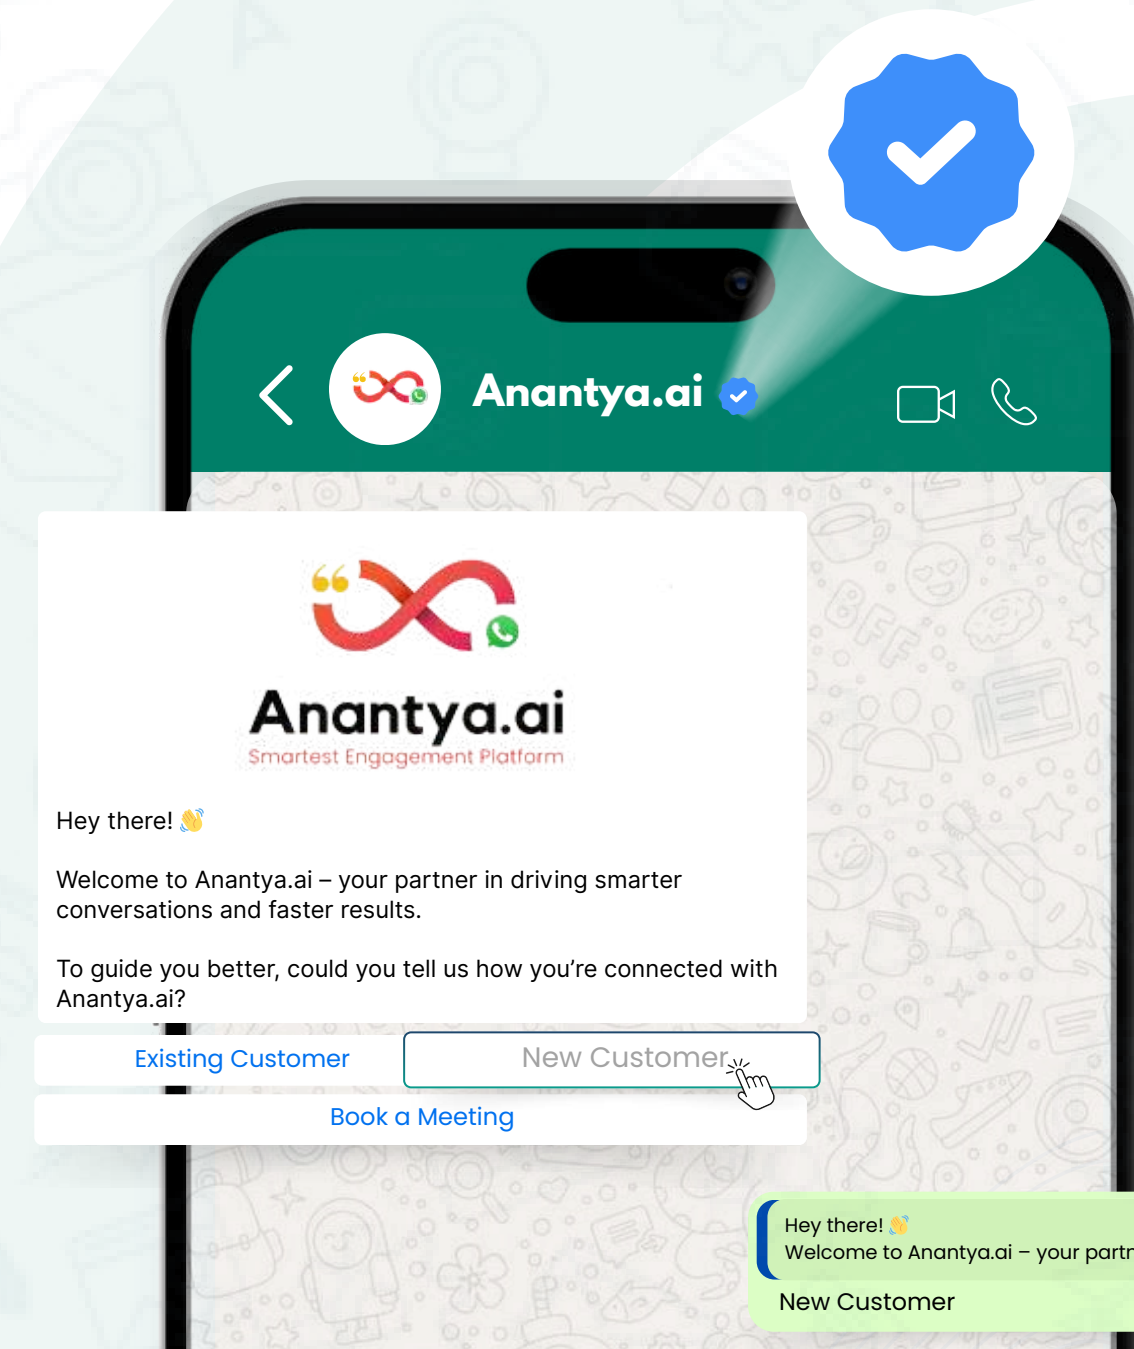 Anantya.ai
Anantya.ai
Smartest Engagement Platform
Hey there! 👋
Welcome to Anantya.ai – your partner in driving smarter
conversations and faster results.
To guide you better, could you tell us how you’re connected with
Anantya.ai?
Existing Customer
New Customer
Book a Meeting
Hey there! 👋
Welcome to Anantya.ai – your partn
New Customer